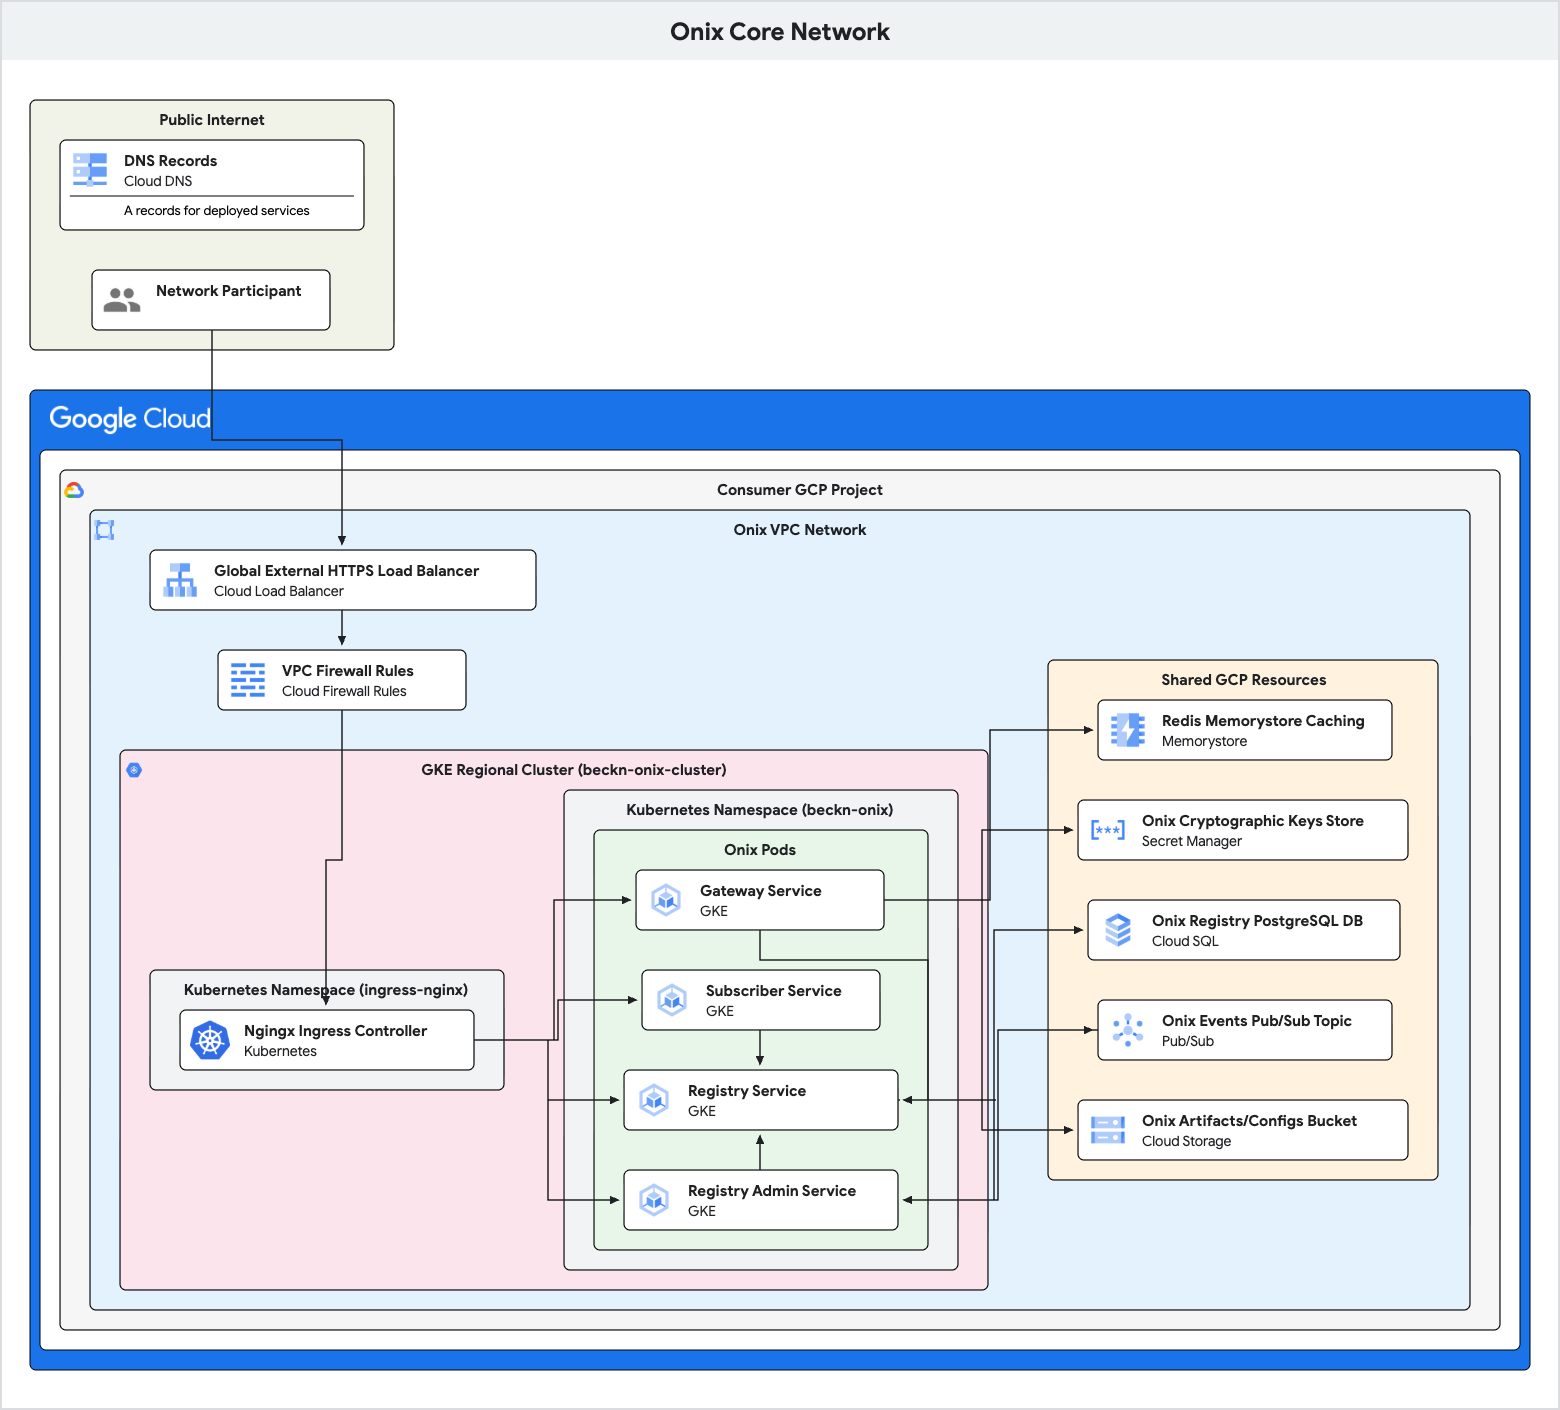 Onix Core Network
Public Internet
DNS Records
Cloud DNS
A records for deployed services
Network Participant
Google Cloud
Consumer GCP Project
Onix VPC Network
Global External HTTPS Load Balancer
Cloud Load Balancer
VPC Firewall Rules
Cloud Firewall Rules
GKE Regional Cluster (beckn-onix-cluster)
Kubernetes Namespace (ingress-nginx)
Ngingx Ingress Controller
Kubernetes
Kubernetes Namespace (beckn-onix)
Onix Pods
Gateway Service
GKE
Subscriber Service
GKE
Registry Service
GKE
Registry Admin Service
GKE
Shared GCP Resources
Redis Memorystore Caching
Memorystore
[***]
Onix Cryptographic Keys Store
Secret Manager
Onix Registry PostgreSQL DB
Cloud SQL
Onix Events Pub/Sub Topic
Pub/Sub
Onix Artifacts/Configs Bucket
Cloud Storage